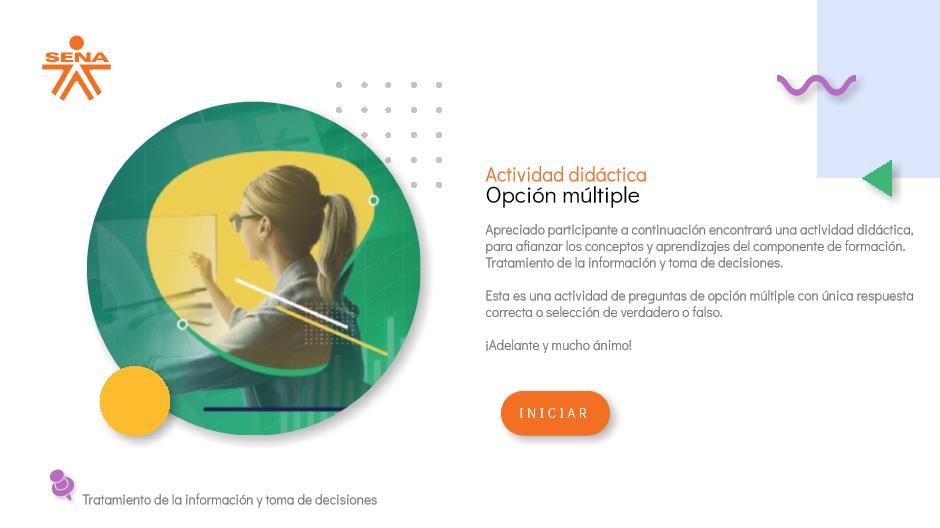 SENA
Actividad didáctica
Opción múltiple
Apreciado participante a continuación encontrará una actividad didáctica,
para afianzar los conceptos y aprendizajes del componente de formación.
Tratamiento de la información y toma de decisiones.
Esta es una actividad de preguntas de opción múltiple con única respuesta
correcta o selección de verdadero o falso.
¡Adelante y mucho ánimo!
INICIAR
Tratamiento de la información y toma de decisiones